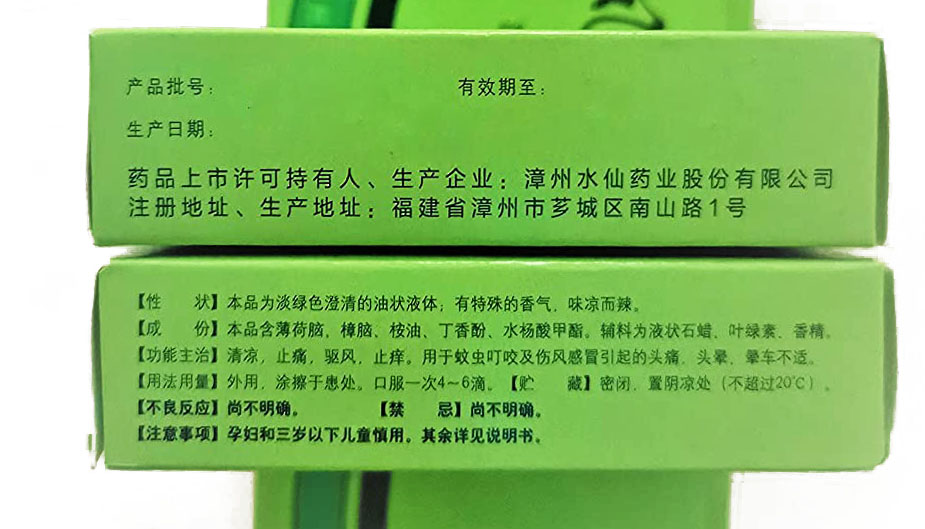 产品批号： 有效期至：
生产日期：
药品上市许可持有人、生产企业：漳州水仙药业股份有限公司
注册地址、生产地址：福建省漳州市芗城区南山路1号
【性 状】本品为淡绿色澄清的油状液体；有特殊的香气，味凉而辣。
【成 份】本品含薄荷脑，樟脑、桉油、丁香酚、水杨酸甲酯。辅料为液状石蜡、叶绿素、香精。
【功能主治】清凉，止痛，驱风，止痒。用于蚊虫叮咬及伤风感冒引起的头痛，头晕，晕车不适。
【用法用量】外用，涂擦于患处。口服一次4～6滴。【贮 藏】密闭，置阴凉处（不超过20℃）。
【不良反应】尚不明确。 【禁 忌】尚不明确。
【注意事项】孕妇和三岁以下儿童慎用。其余详见说明书。